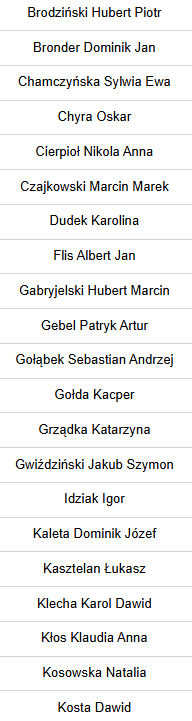 Brodziński Hubert Piotr
Bronder Dominik Jan
Chamczyńska Sylwia Ewa
Chyra Oskar
Cierpioł Nikola Anna
Czajkowski Marcin Marek
Dudek Karolina
Flis Albert Jan
Gabryjelski Hubert Marcin
Gebel Patryk Artur
Gołąbek Sebastian Andrzej
Gołda Kacper
Grządka Katarzyna
Gwiździński Jakub Szymon
Idziak Igor
Kaleta Dominik Józef
Kasztelan Łukasz
Klecha Karol Dawid
Kłos Klaudia Anna
Kosowska Natalia
Kosta Dawid